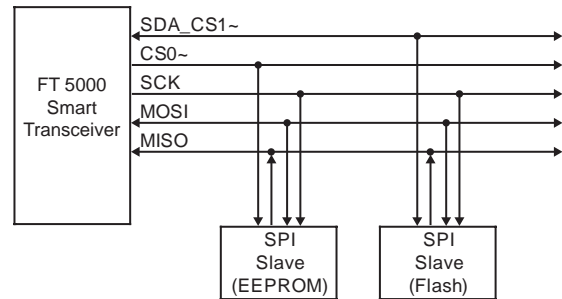 SDA_CS1~
CS0~
SCK
MOSI
MISO
FT 5000
Smart
Transceiver
SPI
Slave
(EEPROM)
SPI
Slave
(Flash)